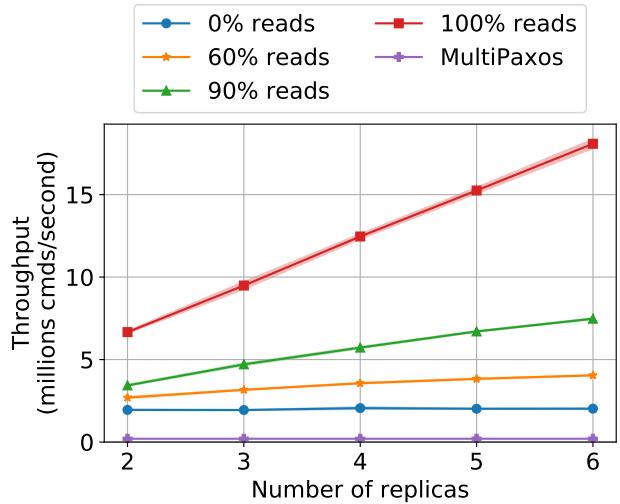 0% reads
60% reads
90% reads
100% reads
MultiPaxos
Throughput
(millions cmds/second)
15
10
5
0
2 3 4 5 6
Number of replicas